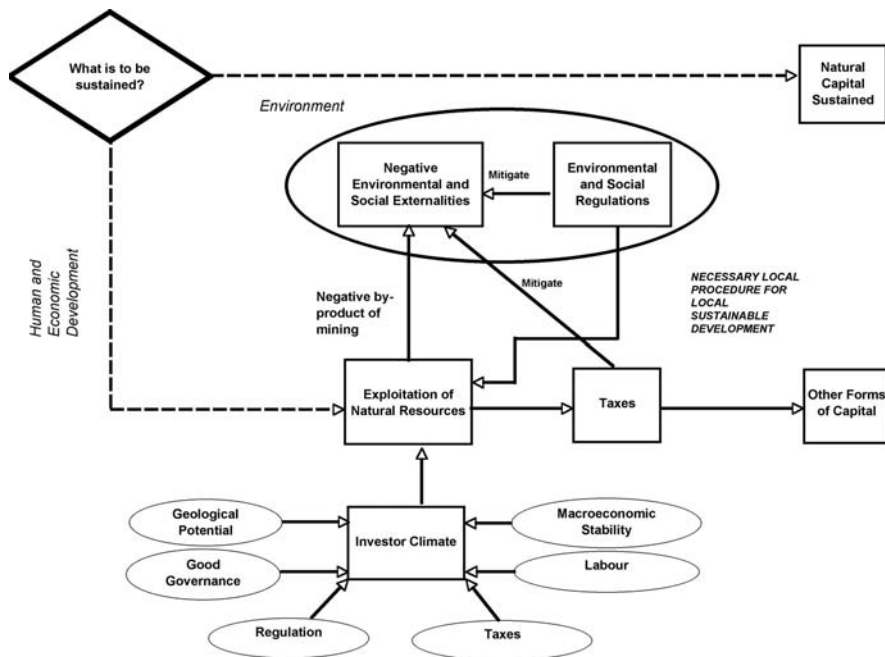 What is to be
sustained?
Natural
Capital
Sustained
Environment
Negative
Environmental and
Social Externalities
Mitigate
Environmental
and Social
Regulations
Human and
Economic
Development
Negative by-
product of
mining
Mitigate
NECESSARY LOCAL
PROCEDURE FOR
LOCAL
SUSTAINABLE
DEVELOPMENT
Exploitation of
Natural Resources
Taxes
Other Forms
of Capital
Geological
Potential
Investor Climate
Macroeconomic
Stability
Good
Governance
Labour
Regulation
Taxes